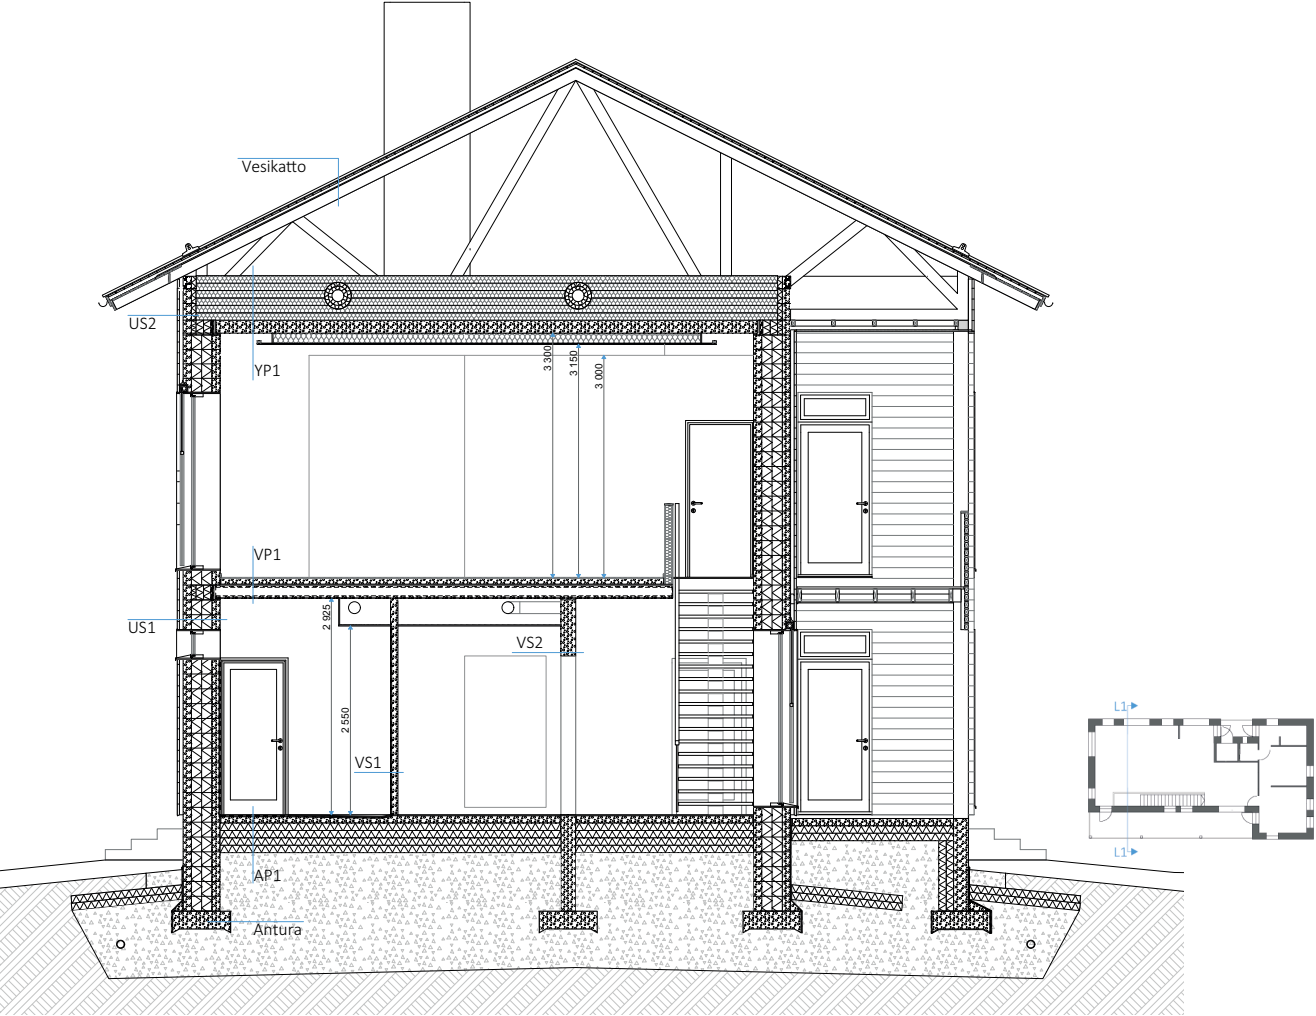 Vesikatto
US2
YP1
3 300
3 150
3 000
VP1
US1
2 925
VS2
2 550
VS1
L1
L1
AP1
Antura